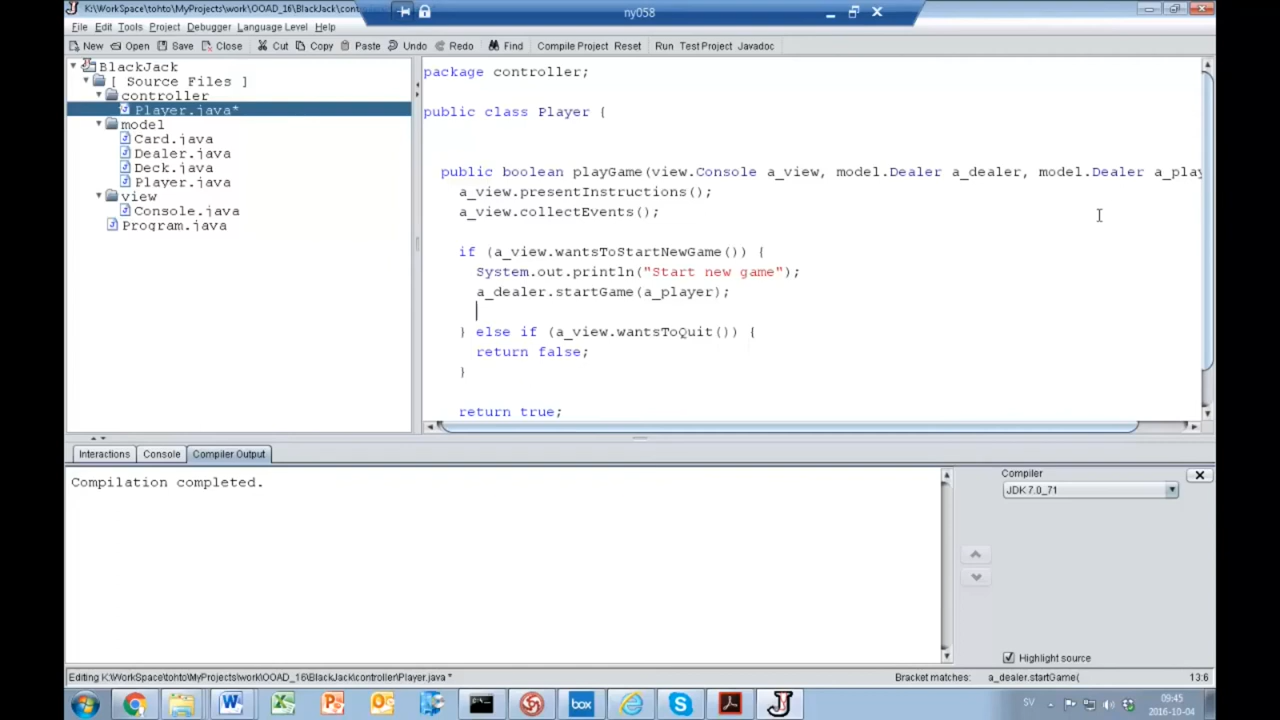 K:\WorkSpace\tohto\MyProjects\work\OOAD_16\BlackJack\contr
ny058
File Edit Tools Project Debugger Language Level Help
New Open Save Close Cut Copy Paste Undo Redo Find Compile Project Reset Run Test Project Javadoc
BlackJack
[ Source Files ]
controller
Player.java*
model
Card.java
Dealer.java
Deck.java
Player.java
view
Console.java
Program.java
package controller;
public class Player {
public boolean playGame(view.Console a_view, model.Dealer a_dealer, model.Dealer a_play
a_view.presentInstructions();
a_view.collectEvents();
if (a_view.wantsToStartNewGame()) {
System.out.println("Start new game");
a_dealer.startGame(a_player);
} else if (a_view.wantsToQuit()) {
return false;
}
return true;
Interactions Console Compiler Output
Compilation completed.
Compiler
JDK 7.0_71
Highlight source
Editing K:\WorkSpace\tohto\MyProjects\work\OOAD_16\BlackJack\controller\Player.java *
Bracket matches: a_dealer.startGame(
13:6
SV
09:45
2016-10-04
box